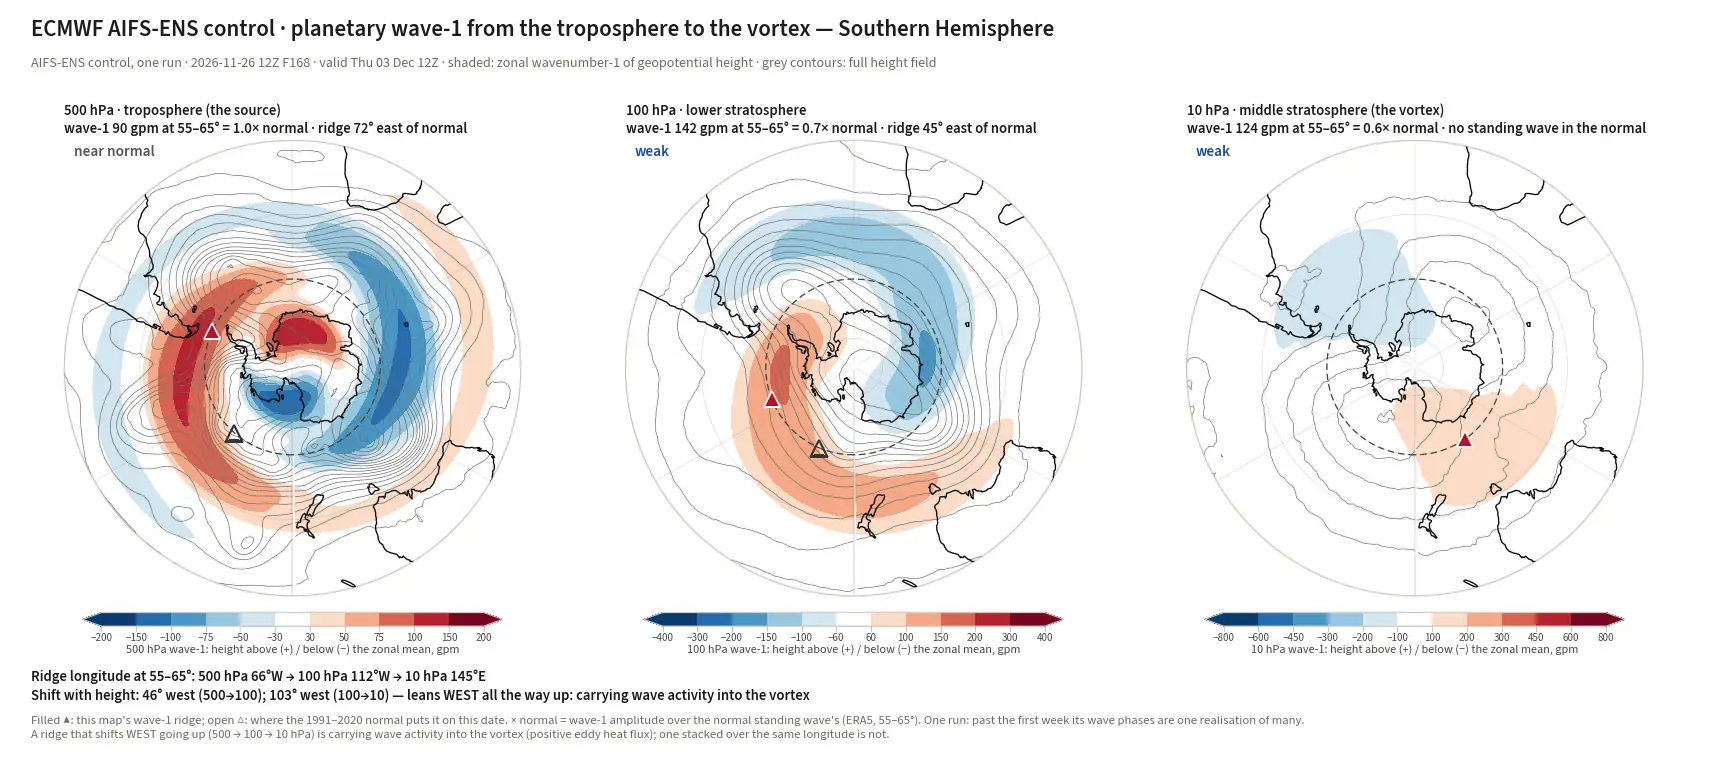 ECMWF AIFS-ENS control · planetary wave-1 from the troposphere to the vortex — Southern Hemisphere
AIFS-ENS control, one run · 2026-11-26 12Z F168 · valid Thu 03 Dec 12Z · shaded: zonal wavenumber-1 of geopotential height · grey contours: full height field
500 hPa · troposphere (the source)
wave-1 90 gpm at 55–65° = 1.0× normal · ridge 72° east of normal
near normal
100 hPa · lower stratosphere
wave-1 142 gpm at 55–65° = 0.7× normal · ridge 45° east of normal
weak
10 hPa · middle stratosphere (the vortex)
wave-1 124 gpm at 55–65° = 0.6× normal · no standing wave in the normal
weak
−200 −150 −100 −75 −50 −30 30 50 75 100 150 200
500 hPa wave-1: height above (+) / below (−) the zonal mean, gpm
−400 −300 −200 −150 −100 −60 60 100 150 200 300 400
100 hPa wave-1: height above (+) / below (−) the zonal mean, gpm
−800 −600 −450 −300 −200 −100 100 200 300 450 600 800
10 hPa wave-1: height above (+) / below (−) the zonal mean, gpm
Ridge longitude at 55–65°: 500 hPa 66°W → 100 hPa 112°W → 10 hPa 145°E
Shift with height: 46° west (500→100); 103° west (100→10) — leans WEST all the way up: carrying wave activity into the vortex
Filled ▲: this map's wave-1 ridge; open △: where the 1991–2020 normal puts it on this date. × normal = wave-1 amplitude over the normal standing wave's (ERA5, 55–65°). One run: past the first week its wave phases are one realisation of many.
A ridge that shifts WEST going up (500 → 100 → 10 hPa) is carrying wave activity into the vortex (positive eddy heat flux); one stacked over the same longitude is not.